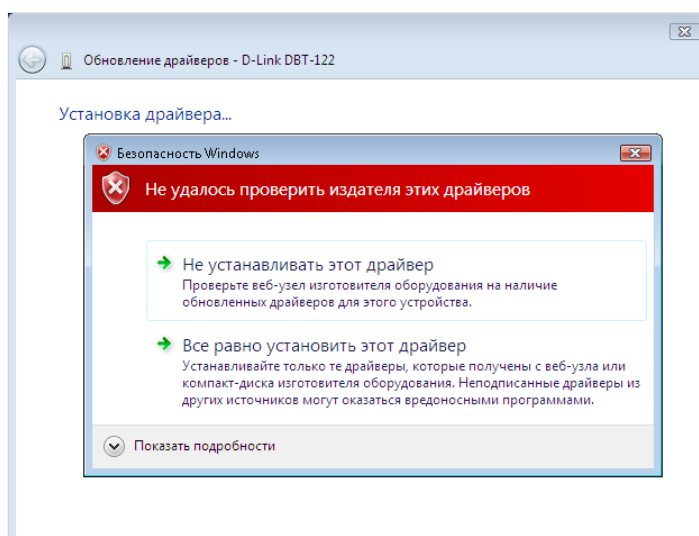 Обновление драйверов - D-Link DBT-122
Установка драйвера...
Безопасность Windows
Не удалось проверить издателя этих драйверов
Не устанавливать этот драйвер
Проверьте веб-узел изготовителя оборудования на наличие
обновленных драйверов для этого устройства.
Все равно установить этот драйвер
Устанавливайте только те драйверы, которые получены с веб-узла или
компакт-диска изготовителя оборудования. Неподписанные драйверы из
других источников могут оказаться вредоносными программами.
Показать подробности